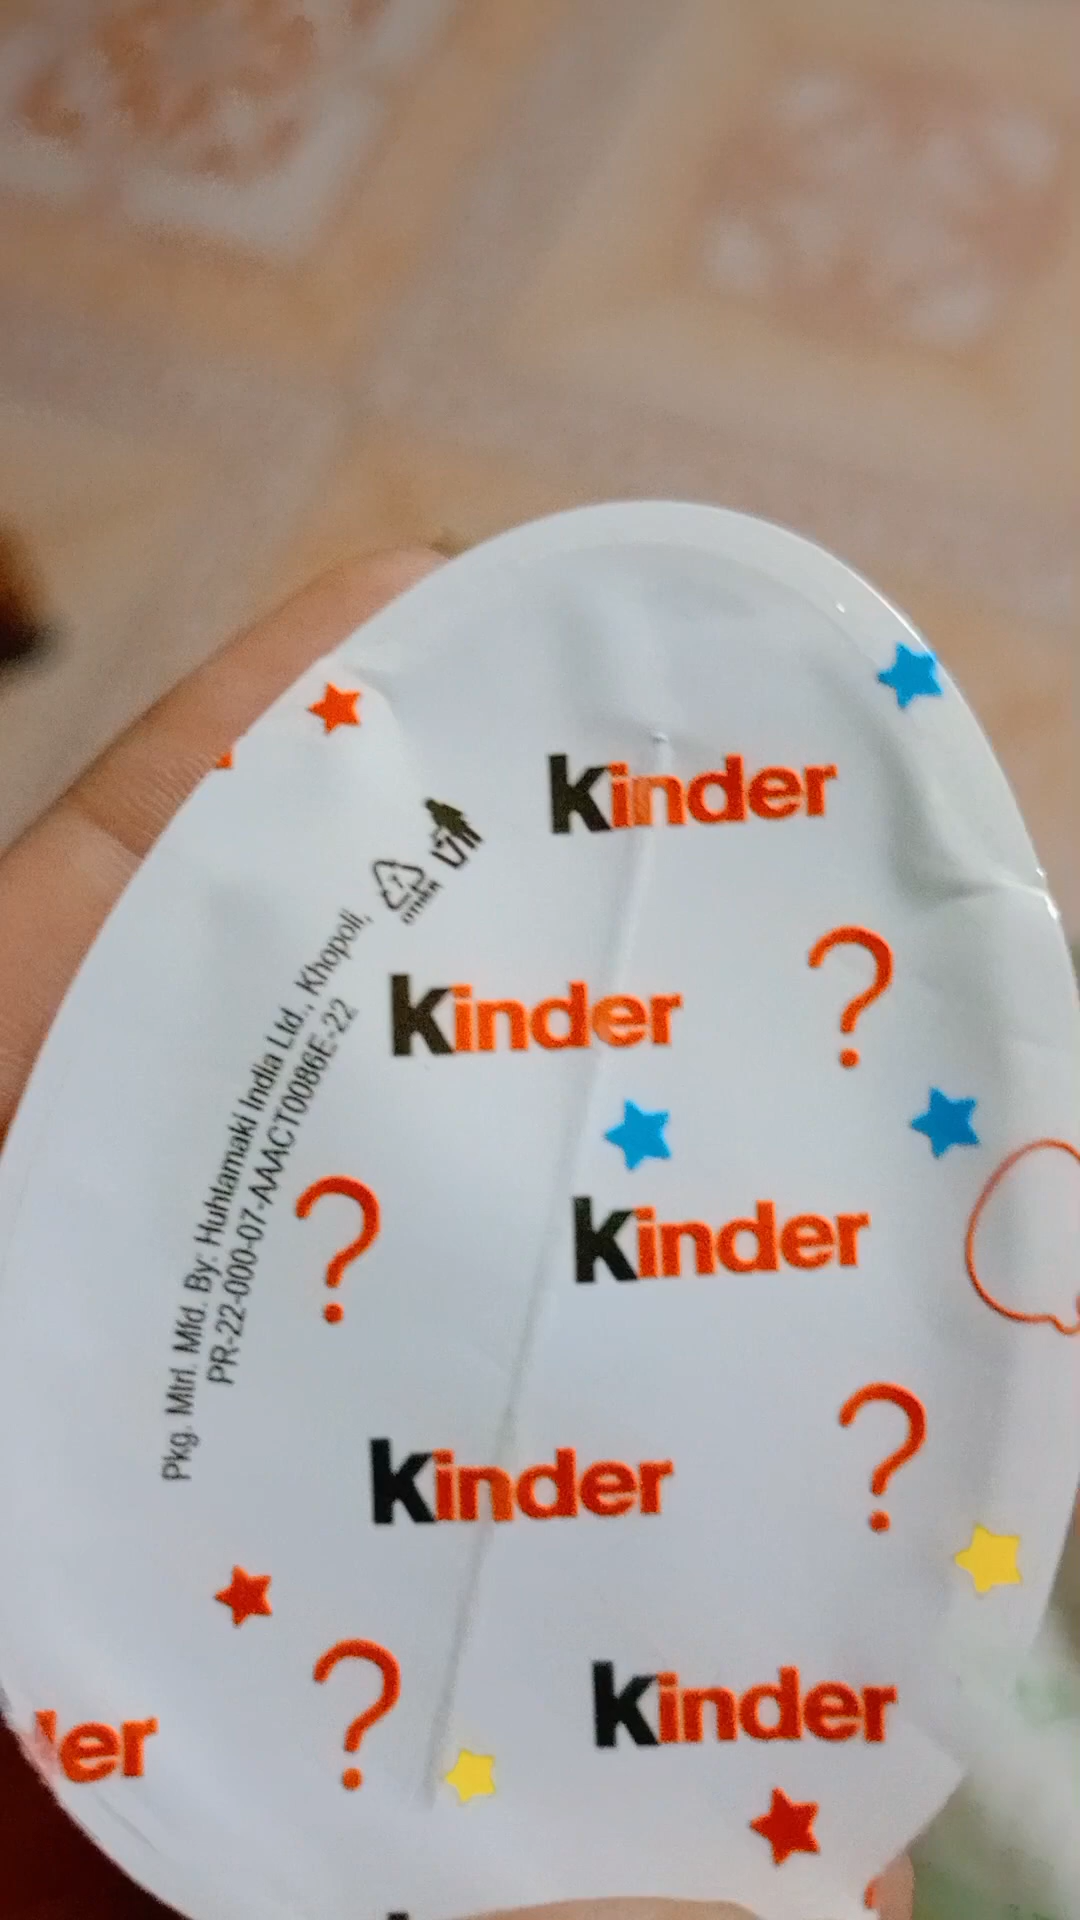 kinder
OTHER
Pkg. Mtrl. Mfd. By: Huhtamaki India Ltd., Khopoli,
PR-22-000-07-AAACT0086E-22
kinder ?
? kinder
kinder ?
? kinder
er